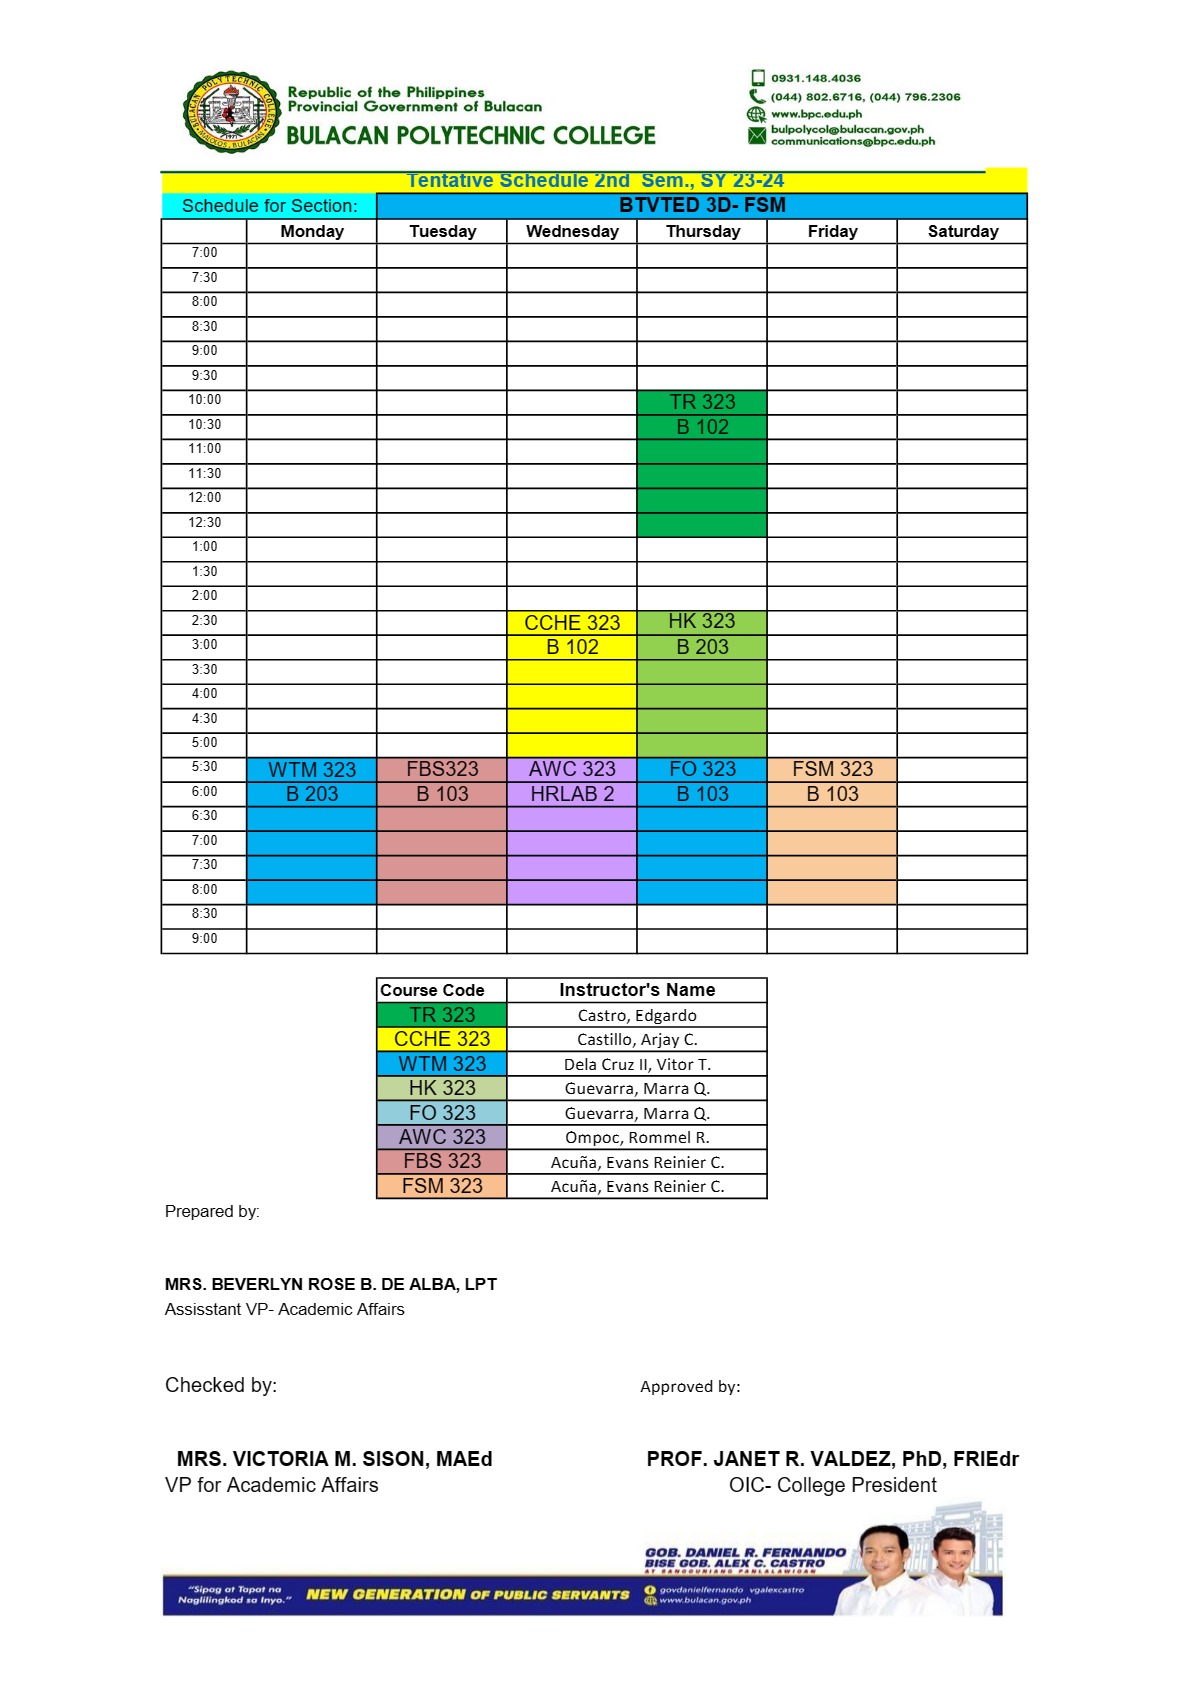 BULACAN POLYTECHNIC COLLEGE
MALOLOS, BULACAN
1971
Republic of the Philippines
Provincial Government of Bulacan
BULACAN POLYTECHNIC COLLEGE
0931.148.4036
(044) 802.6716, (044) 796.2306
www.bpc.edu.ph
bulpolycol@bulacan.gov.ph
communications@bpc.edu.ph
Tentative Schedule 2nd Sem., SY 23-24
Schedule for Section: BTVTED 3D- FSM
Monday Tuesday Wednesday Thursday Friday Saturday
7:00
7:30
8:00
8:30
9:00
9:30
10:00 TR 323
10:30 B 102
11:00
11:30
12:00
12:30
1:00
1:30
2:00
2:30 CCHE 323 HK 323
3:00 B 102 B 203
3:30
4:00
4:30
5:00
5:30 WTM 323 FBS323 AWC 323 FO 323 FSM 323
6:00 B 203 B 103 HRLAB 2 B 103 B 103
6:30
7:00
7:30
8:00
8:30
9:00
Course Code Instructor's Name
TR 323 Castro, Edgardo
CCHE 323 Castillo, Arjay C.
WTM 323 Dela Cruz II, Vitor T.
HK 323 Guevarra, Marra Q.
FO 323 Guevarra, Marra Q.
AWC 323 Ompoc, Rommel R.
FBS 323 Acuña, Evans Reinier C.
FSM 323 Acuña, Evans Reinier C.
Prepared by:
MRS. BEVERLYN ROSE B. DE ALBA, LPT
Assisstant VP- Academic Affairs
Checked by: Approved by:
MRS. VICTORIA M. SISON, MAEd PROF. JANET R. VALDEZ, PhD, FRIEdr
VP for Academic Affairs OIC- College President
GOB. DANIEL R. FERNANDO
BISE GOB. ALEX C. CASTRO
AT SANGGUNIANG PANLALAWIGAN
"Sipag at Tapat na
Naglilingkod sa Inyo."
NEW GENERATION OF PUBLIC SERVANTS
govdanielfernando vgalexcastro
www.bulacan.gov.ph